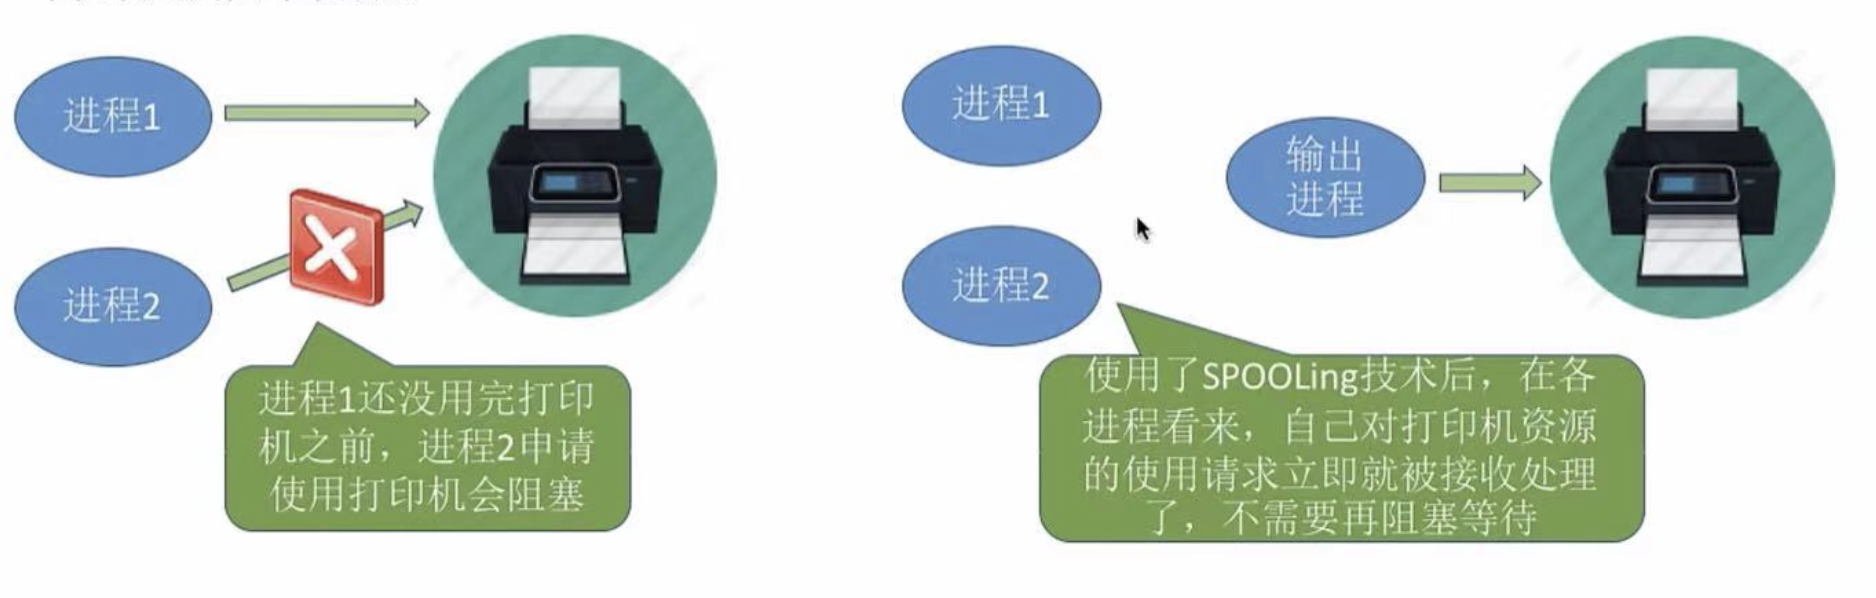 进程1
进程2
进程1还没用完打印
机之前，进程2申请
使用打印机会阻塞
进程1
进程2
输出
进程
使用了SPOOLing技术后，在各
进程看来，自己对打印机资源
的使用请求立即就被接收处理
了，不需要再阻塞等待